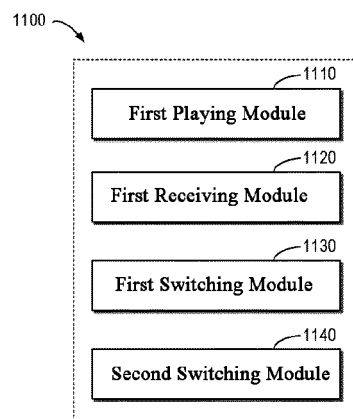 1100
1110
First Playing Module
1120
First Receiving Module
1130
First Switching Module
1140
Second Switching Module